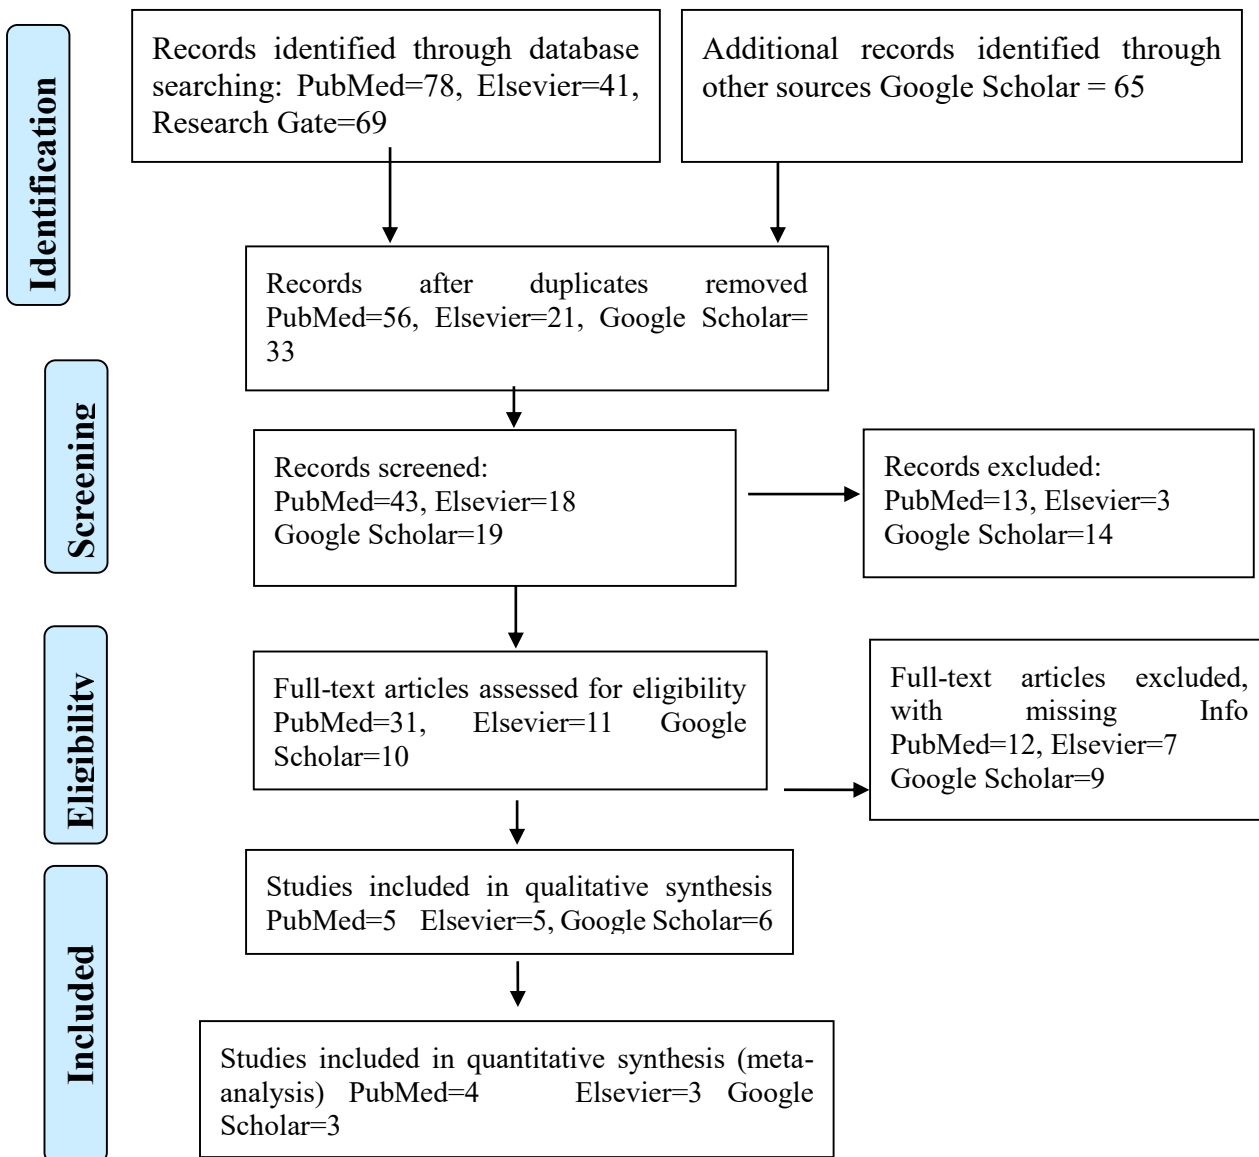 Identification
Records identified through database
searching: PubMed=78, Elsevier=41,
Research Gate=69
Additional records identified through
other sources Google Scholar = 65
Records after duplicates removed
PubMed=56, Elsevier=21, Google Scholar=
33
Screening
Records screened:
PubMed=43, Elsevier=18
Google Scholar=19
Records excluded:
PubMed=13, Elsevier=3
Google Scholar=14
Eligibility
Full-text articles assessed for eligibility
PubMed=31, Elsevier=11 Google
Scholar=10
Full-text articles excluded,
with missing Info
PubMed=12, Elsevier=7
Google Scholar=9
Included
Studies included in qualitative synthesis
PubMed=5 Elsevier=5, Google Scholar=6
Studies included in quantitative synthesis (meta-
analysis) PubMed=4 Elsevier=3 Google
Scholar=3